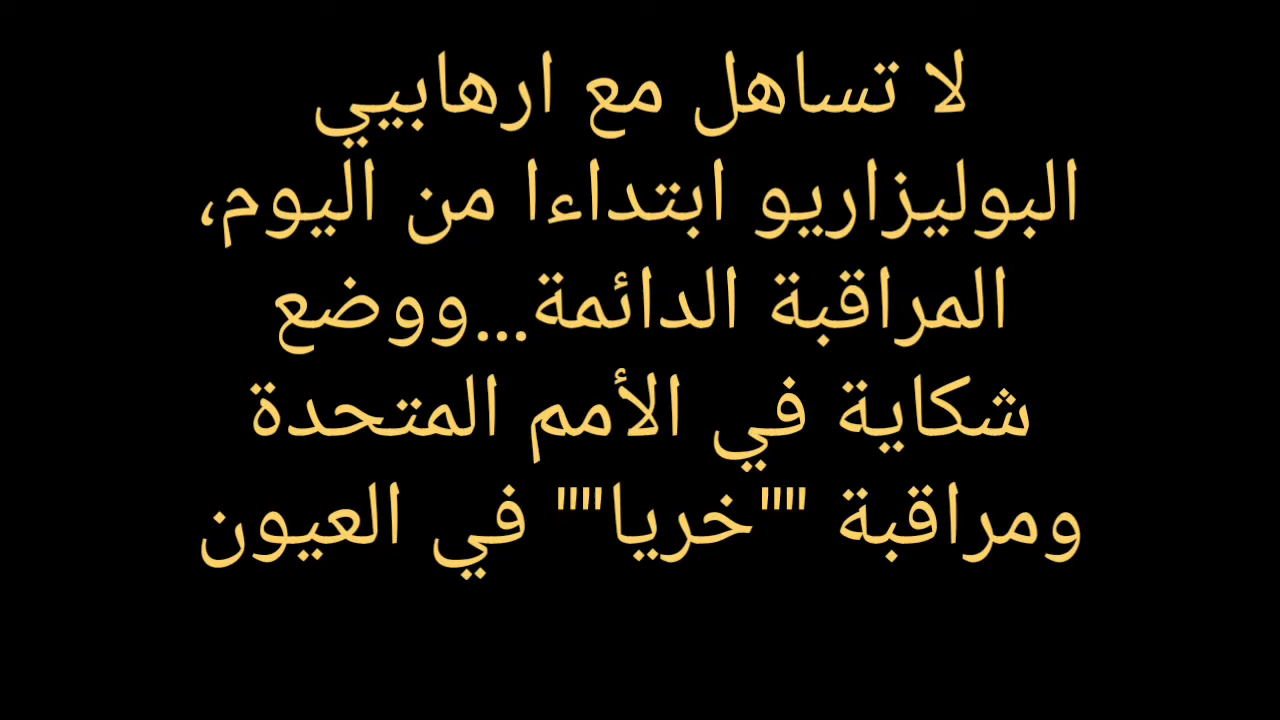 لا تساهل مع ارهابيي
البوليزاريو ابتداءا من اليوم،
المراقبة الدائمة...ووضع
شكاية في الأمم المتحدة
ومراقبة ""خريا"" في العيون